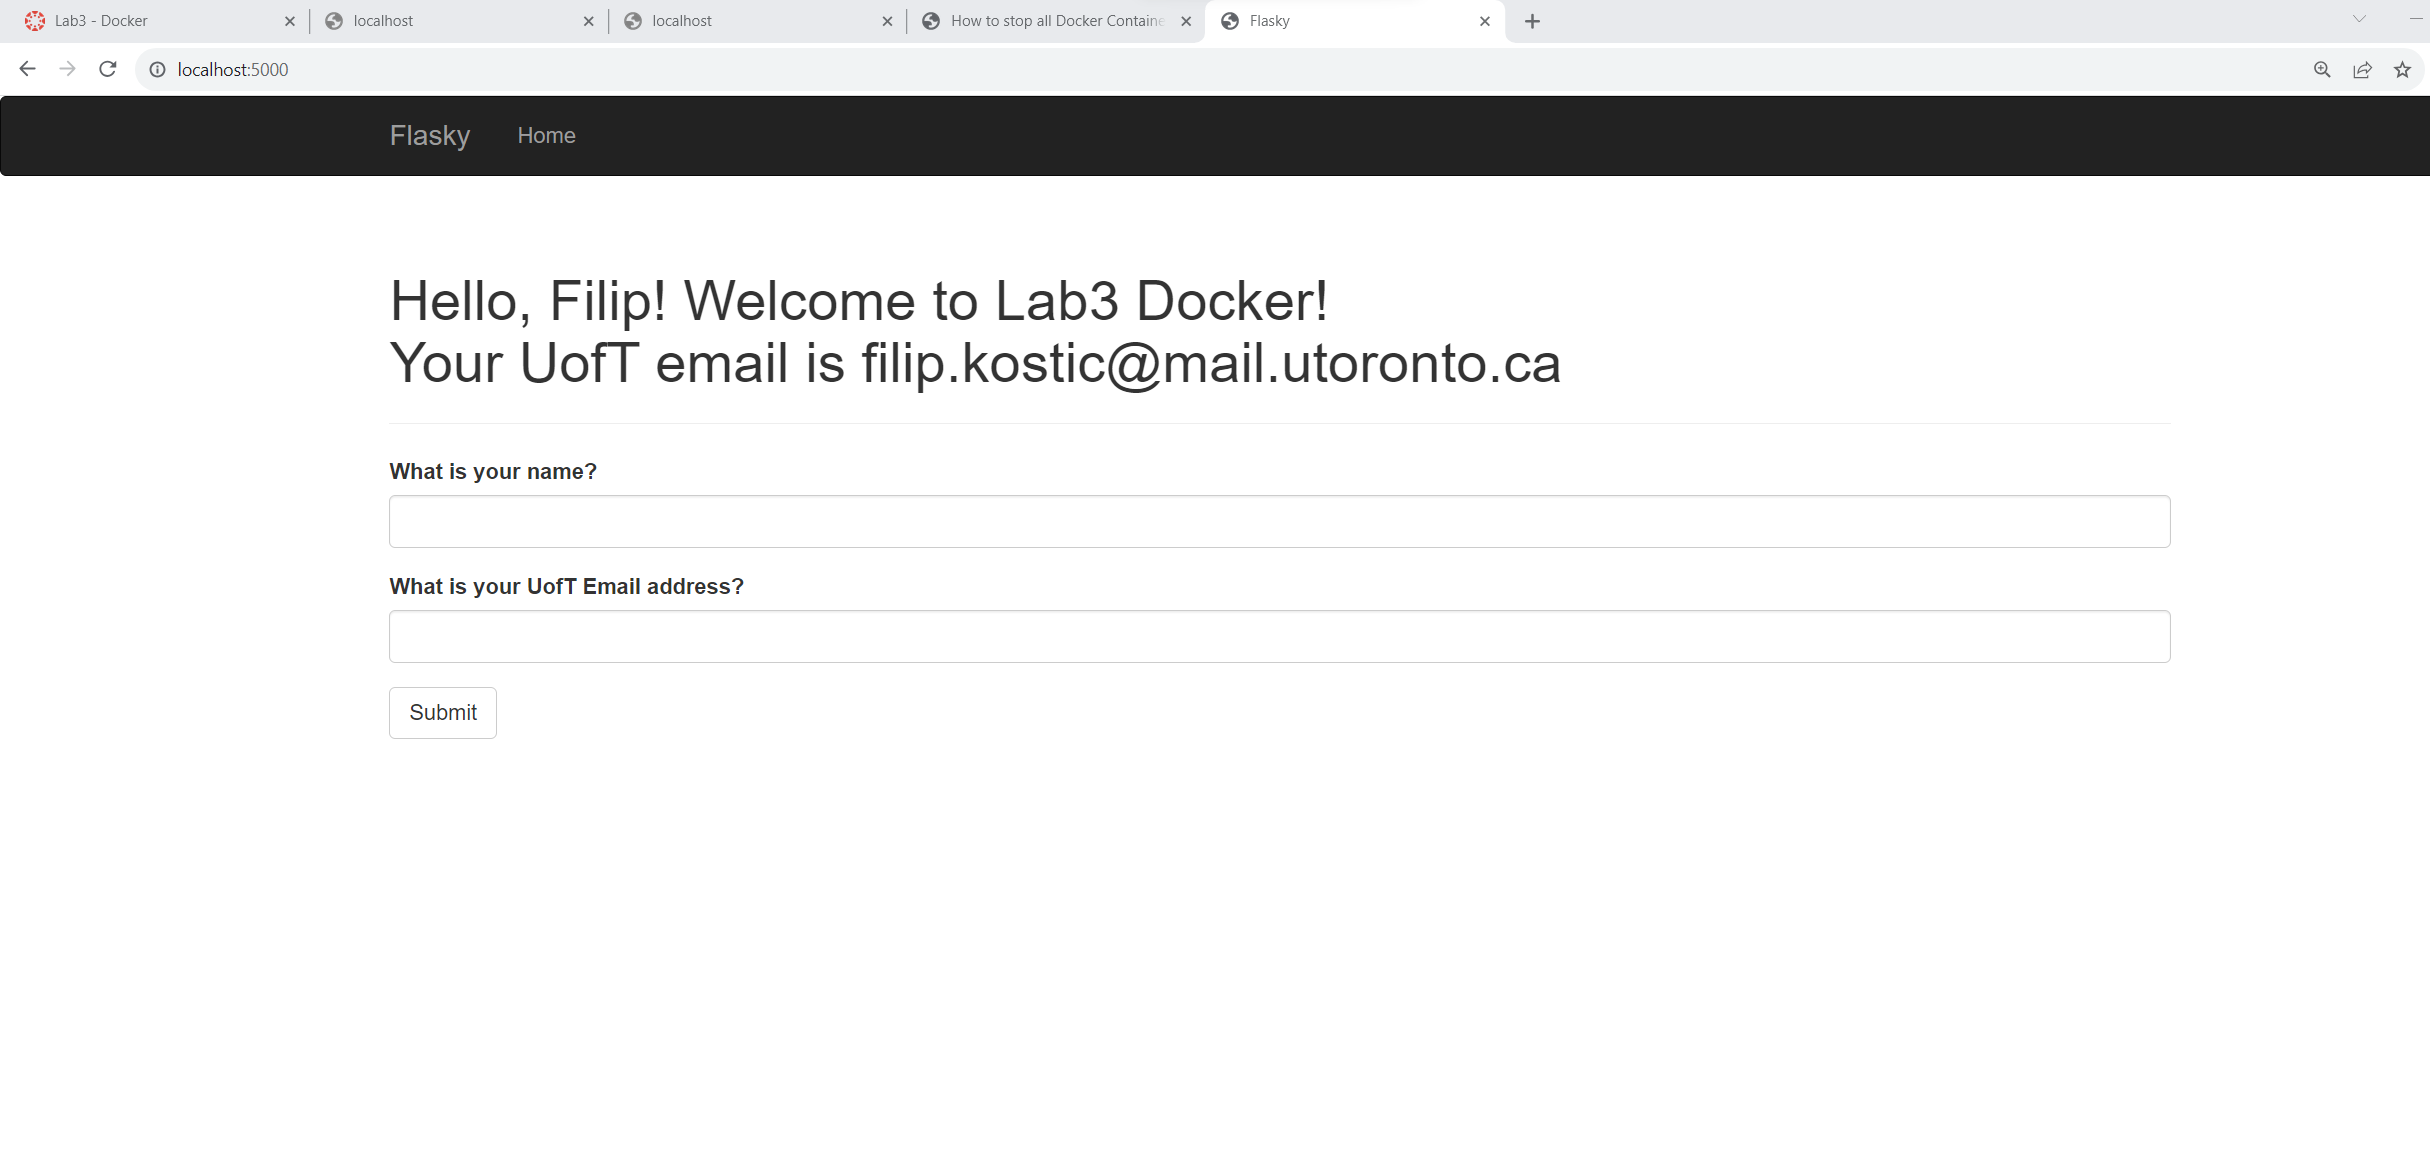 Lab3 - Docker
localhost
localhost
How to stop all Docker Containe
Flasky
localhost:5000
Flasky Home
Hello, Filip! Welcome to Lab3 Docker!
Your UofT email is filip.kostic@mail.utoronto.ca
What is your name?
What is your UofT Email address?
Submit